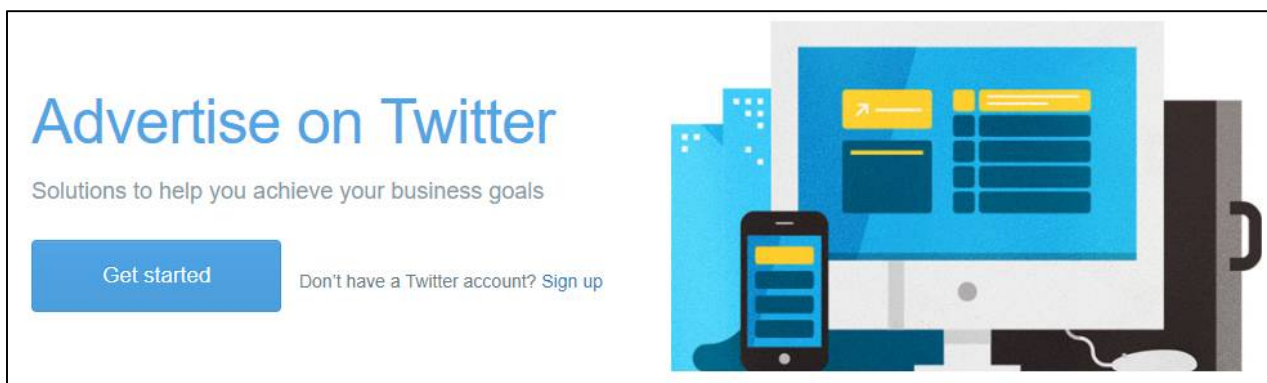 Advertise on Twitter
Solutions to help you achieve your business goals
Get started
Don't have a Twitter account? Sign up